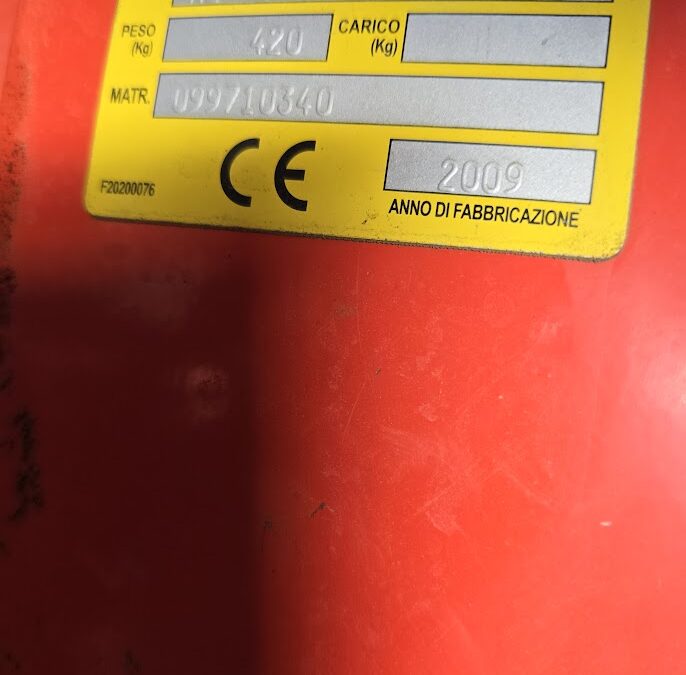 PESO
(Kg)
420
CARICO
(Kg)
MATR.
099710340
F20200076
CE
2009
ANNO DI FABBRICAZIONE